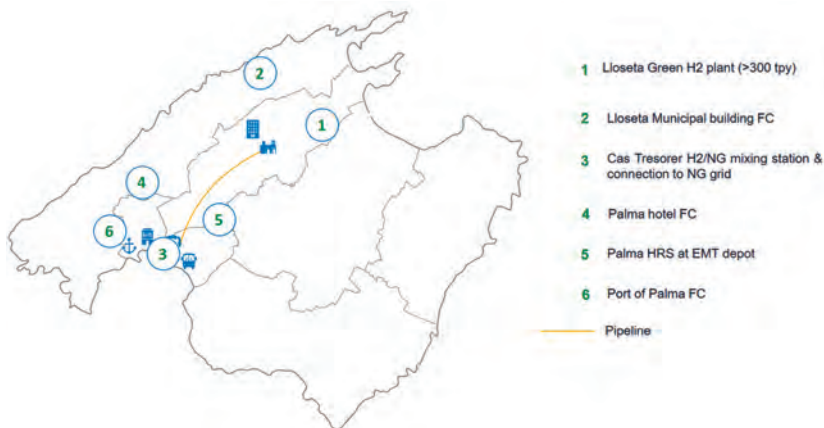 2
1
4
5
6
3
1 Lloseta Green H2 plant (>300 tpy)
2 Lloseta Municipal building FC
3 Cas Tresorer H2/NG mixing station &
connection to NG grid
4 Palma hotel FC
5 Palma HRS at EMT depot
6 Port of Palma FC
Pipeline